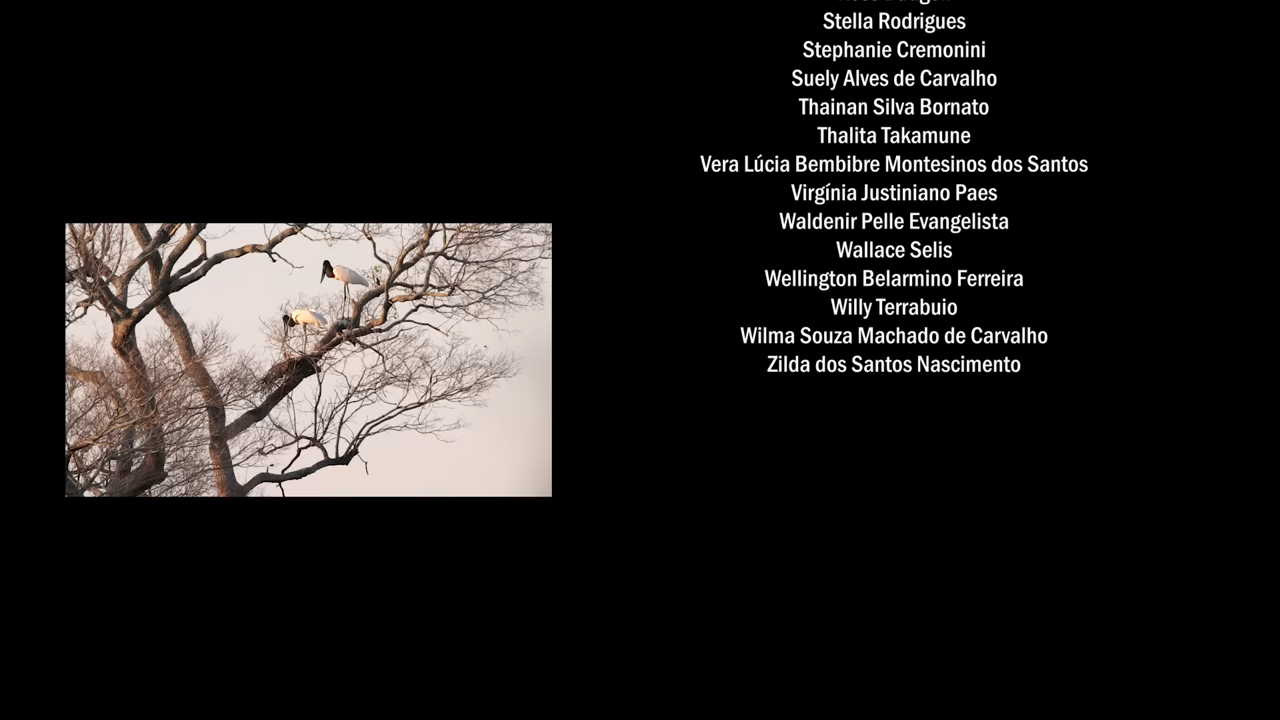 Stella Rodrigues
Stephanie Cremonini
Suely Alves de Carvalho
Thainan Silva Bornato
Thalita Takamune
Vera Lúcia Bembibre Montesinos dos Santos
Virgínia Justiniano Paes
Waldenir Pelle Evangelista
Wallace Selis
Wellington Belarmino Ferreira
Willy Terrabuio
Wilma Souza Machado de Carvalho
Zilda dos Santos Nascimento